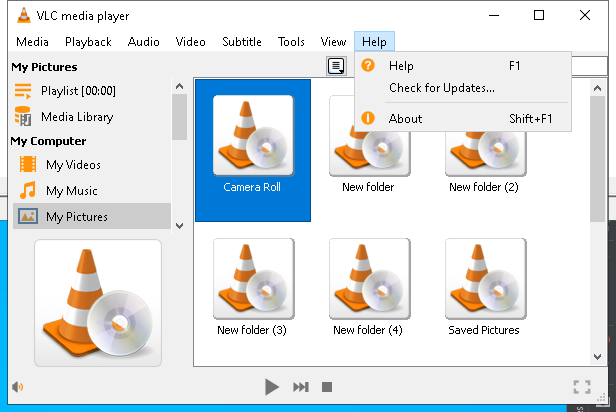 VLC media player
Media Playback Audio Video Subtitle Tools View Help
My Pictures
Playlist [00:00]
Media Library
My Computer
My Videos
My Music
My Pictures
Help F1
Check for Updates...
About Shift+F1
Camera Roll
New folder
New folder (2)
New folder (3)
New folder (4)
Saved Pictures